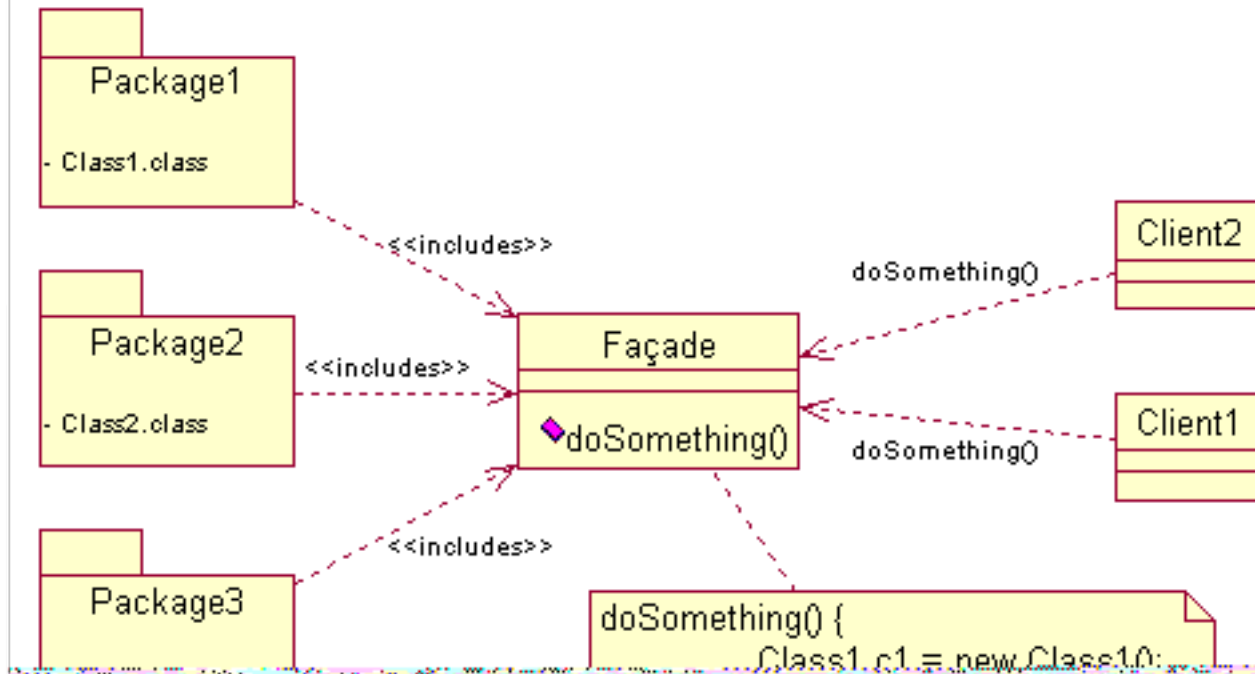 Package1
- Class1.class
<<includes>>
Client2
doSomething()
Package2
- Class2.class
<<includes>>
Façade
doSomething()
Client1
doSomething()
<<includes>>
Package3
doSomething() {
Class1 c1 = new Class1();